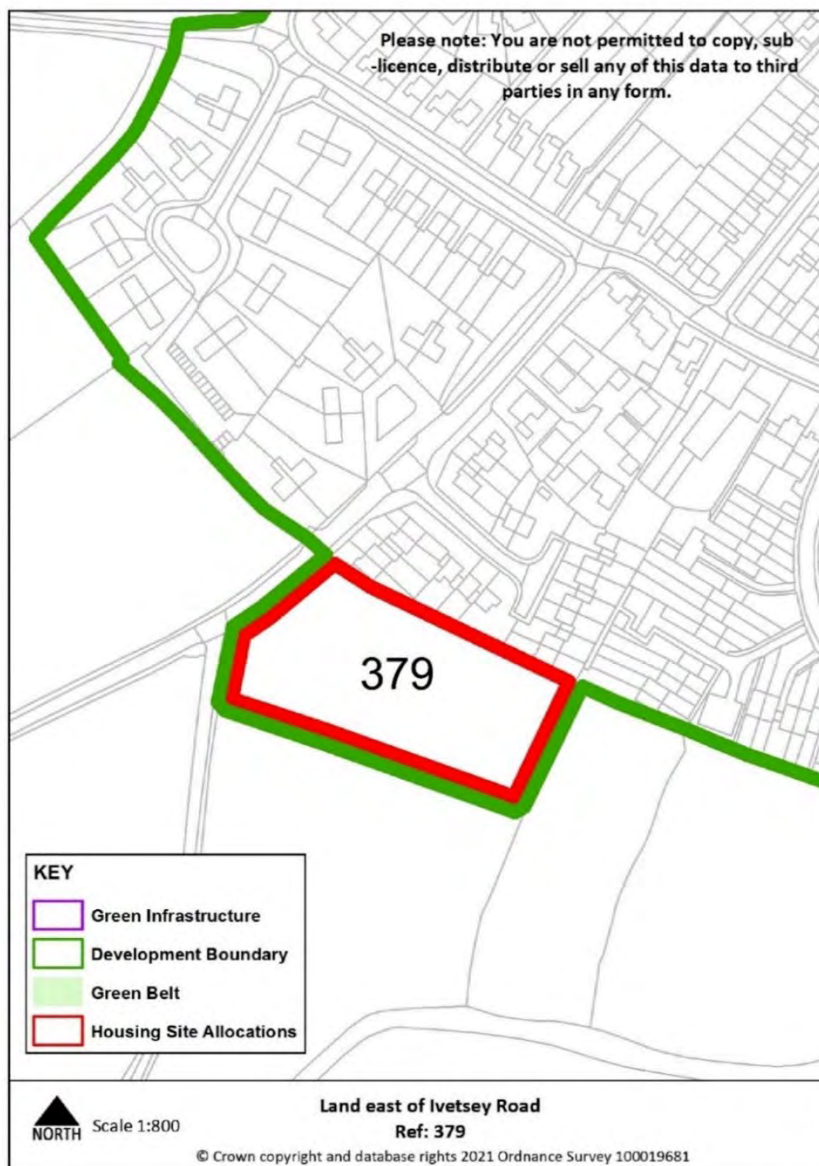 Please note: You are not permitted to copy, sub
-licence, distribute or sell any of this data to third
parties in any form.
379
KEY
Green Infrastructure
Development Boundary
Green Belt
Housing Site Allocations
NORTH
Scale 1:800
Land east of Ivetsey Road
Ref: 379
© Crown copyright and database rights 2021 Ordnance Survey 100019681